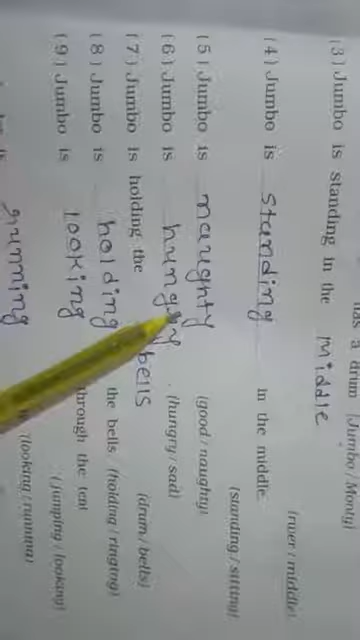 has a drum (Jumbo / Monty)
(3) Jumbo is standing in the middle
(river / middle)
(4) Jumbo is standing in the middle.
(standing / sitting)
(5) Jumbo is naughty (good / naughty)
(6) Jumbo is hungry. (hungry / sad)
(7) Jumbo is holding the bells (drum / bells)
(8) Jumbo is holding the bells (holding / ringing)
(9) Jumbo is looking through the tent
(jumping / looking)
running (looking / running)